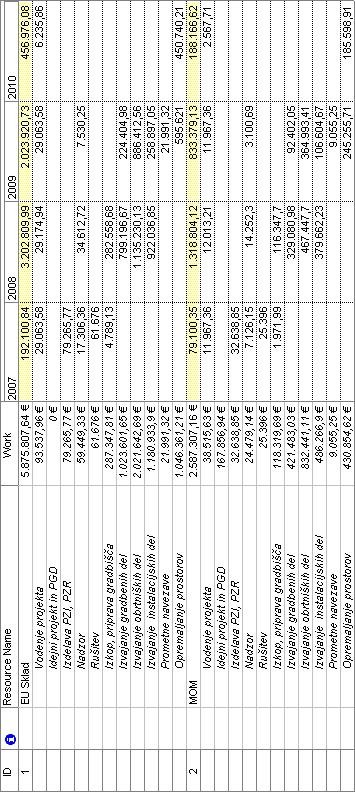 ID Resource Name Work 2007 2008 2009 2010
1 EU Sklad 5.875.807,64 € 192.100,84 3.202.809,99 2.023.920,73 456.976,08
Vodenje projekta 93.537,96 € 29.063,58 29.174,94 29.063,58 6.235,86
Idejni projekt in PGD 0 €
Izdelava PZI, PZR 79.265,77 € 79.265,77
Nadzor 59.449,33 € 17.306,36 34.612,72 7.530,25
Rušitev 61.676 € 61.676
Izkop, priprava gradbišča 287.347,81 € 4.789,13 282.558,68
Izvajanje gradbenih del 1.023.601,65 € 799.196,67 224.404,98
Izvajanje obrtniških del 2.021.642,69 € 1.135.230,13 886.412,56
Izvajanje instalacijskih del 1.180.933,9 € 922.036,85 258.897,05
Prometne navezave 21.991,32 € 21.991,32
Opremaljanje prostorov 1.046.361,21 € 595.621 450.740,21
2 MOM 2.587.307,16 € 79.100,35 1.318.804,12 833.379,13 188.166,62
Vodenje projekta 38.515,63 € 11.967,36 12.013,21 11.967,36 2.567,71
Idejni projekt in PGD 167.856,94 €
Izdelava PZI, PZR 32.638,85 € 32.638,85
Nadzor 24.479,14 € 7.126,15 14.252,3 3.100,69
Rušitev 25.396 € 25.396
Izkop, priprava gradbišča 118.319,69 € 1.971,99 116.347,7
Izvajanje gradbenih del 421.483,03 € 329.080,98 92.402,05
Izvajanje obrtniških del 832.441,11 € 467.447,7 364.993,41
Izvajanje instalacijskih del 486.266,9 € 379.662,23 106.604,67
Prometne navezave 9.055,25 € 9.055,25
Opremaljanje prostorov 430.854,62 € 245.255,71 185.598,91